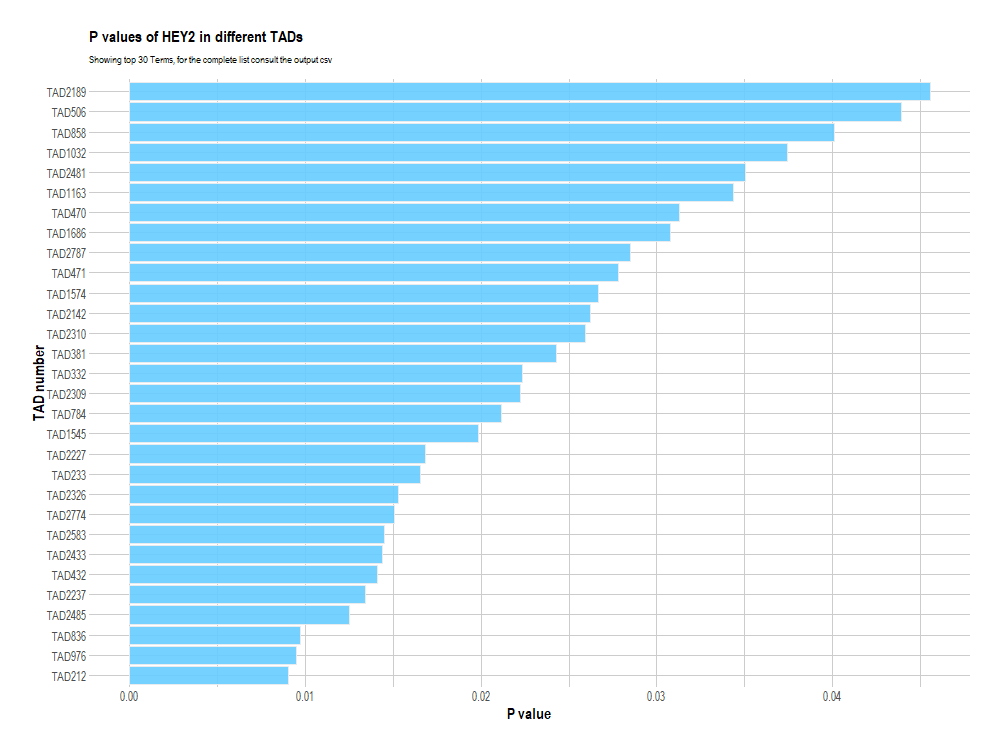 P values of HEY2 in different TADs
Showing top 30 Terms, for the complete list consult the output csv
TAD number
TAD2189
TAD506
TAD858
TAD1032
TAD2481
TAD1163
TAD470
TAD1686
TAD2787
TAD471
TAD1574
TAD2142
TAD2310
TAD381
TAD332
TAD2309
TAD784
TAD1545
TAD2227
TAD233
TAD2326
TAD2774
TAD2583
TAD2433
TAD432
TAD2237
TAD2485
TAD836
TAD976
TAD212
0.00 0.01 0.02 0.03 0.04
P value